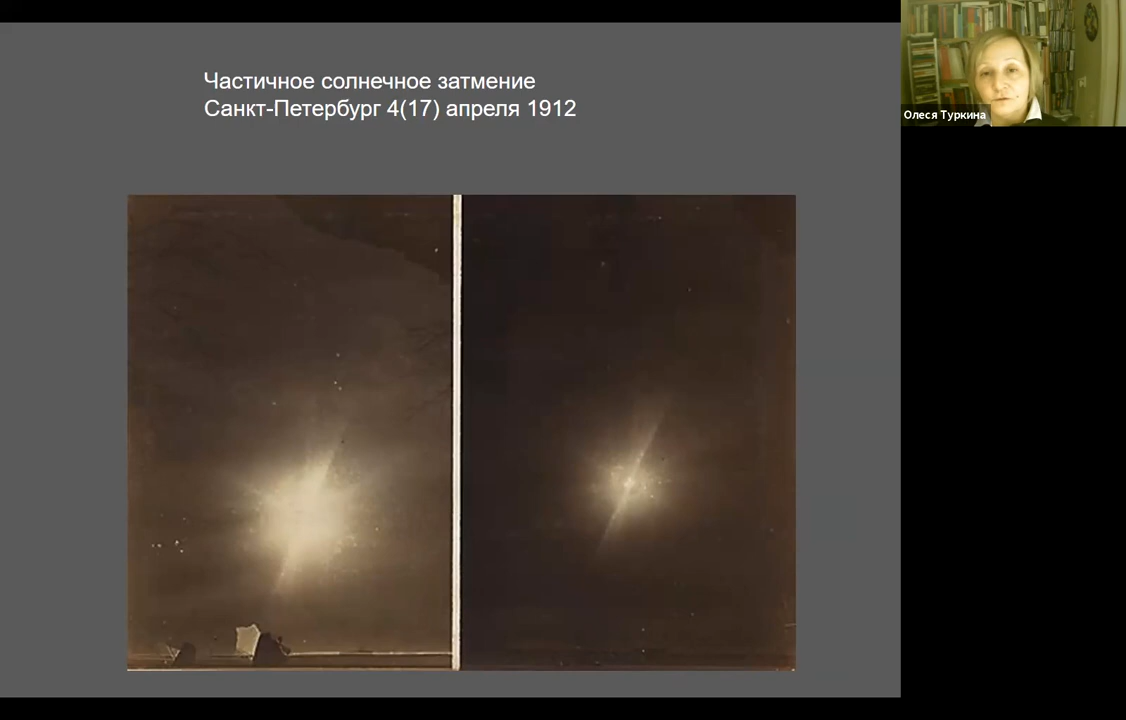 Частичное солнечное затмение
Санкт-Петербург 4(17) апреля 1912
Олеся Туркина